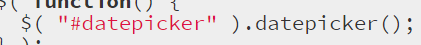 $( function() {
$( "#datepicker" ).datepicker();
} );